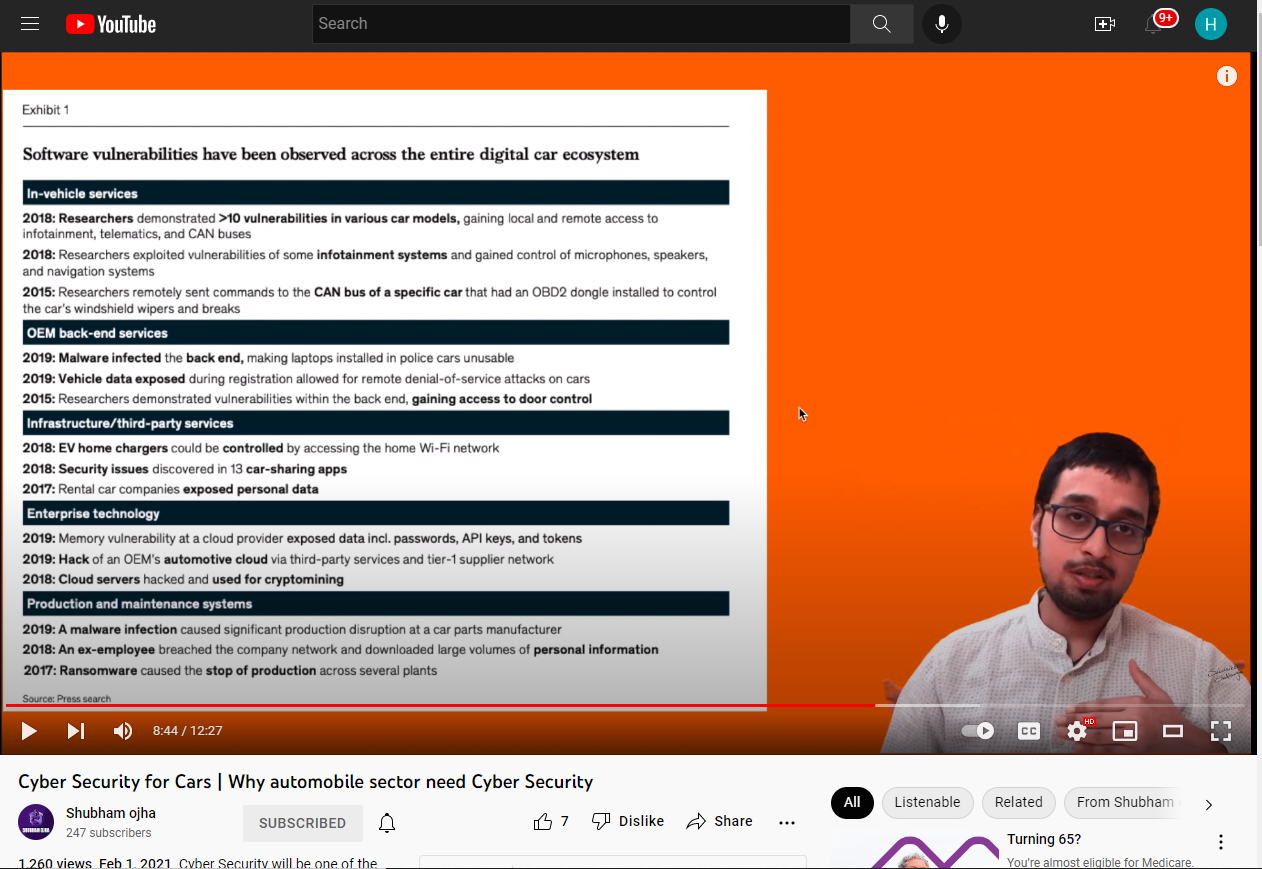 YouTube
Search
9+
H
i
Exhibit 1
Software vulnerabilities have been observed across the entire digital car ecosystem
In-vehicle services
2018: Researchers demonstrated >10 vulnerabilities in various car models, gaining local and remote access to
infotainment, telematics, and CAN buses
2018: Researchers exploited vulnerabilities of some infotainment systems and gained control of microphones, speakers,
and navigation systems
2015: Researchers remotely sent commands to the CAN bus of a specific car that had an OBD2 dongle installed to control
the car's windshield wipers and breaks
OEM back-end services
2019: Malware infected the back end, making laptops installed in police cars unusable
2019: Vehicle data exposed during registration allowed for remote denial-of-service attacks on cars
2015: Researchers demonstrated vulnerabilities within the back end, gaining access to door control
Infrastructure/third-party services
2018: EV home chargers could be controlled by accessing the home Wi-Fi network
2018: Security issues discovered in 13 car-sharing apps
2017: Rental car companies exposed personal data
Enterprise technology
2019: Memory vulnerability at a cloud provider exposed data incl. passwords, API keys, and tokens
2019: Hack of an OEM's automotive cloud via third-party services and tier-1 supplier network
2018: Cloud servers hacked and used for cryptomining
Production and maintenance systems
2019: A malware infection caused significant production disruption at a car parts manufacturer
2018: An ex-employee breached the company network and downloaded large volumes of personal information
2017: Ransomware caused the stop of production across several plants
Source: Press search
8:44 / 12:27
CC
HD
Cyber Security for Cars | Why automobile sector need Cyber Security
Shubham ojha
247 subscribers
SUBSCRIBED
7
Dislike
Share
All
Listenable
Related
From Shubham
Turning 65?
You're almost eligible for Medicare.
1,260 views Feb 1, 2021 Cyber Security will be one of the